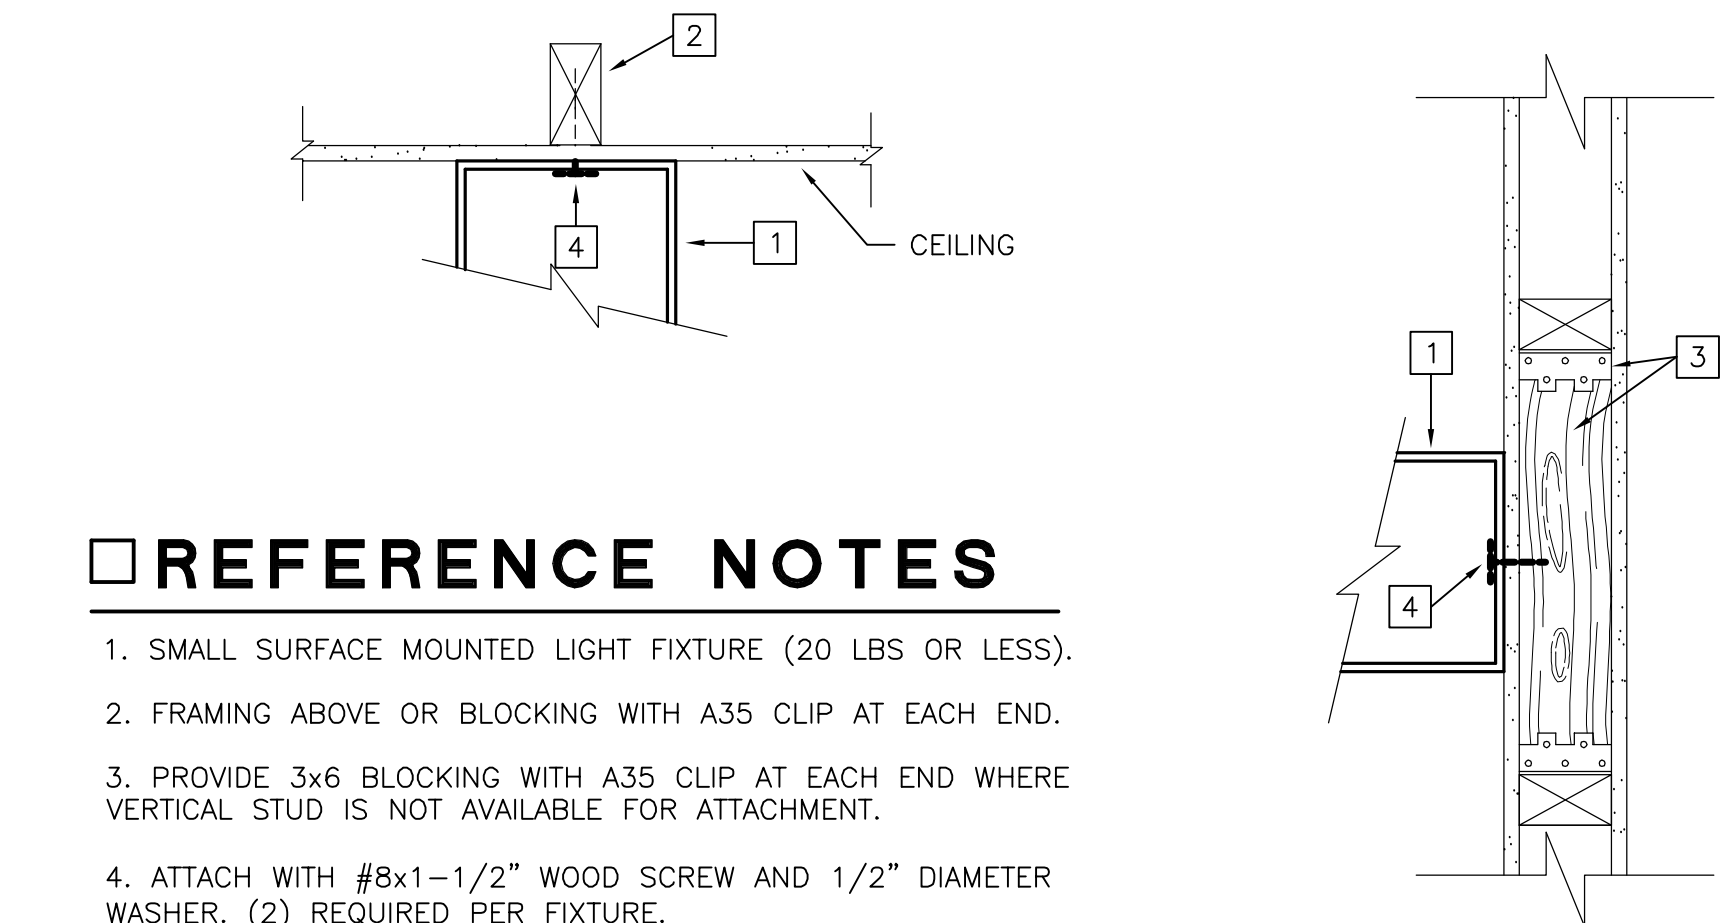 2
4
1
CEILING
1
3
4
REFERENCE NOTES
1. SMALL SURFACE MOUNTED LIGHT FIXTURE (20 LBS OR LESS).
2. FRAMING ABOVE OR BLOCKING WITH A35 CLIP AT EACH END.
3. PROVIDE 3x6 BLOCKING WITH A35 CLIP AT EACH END WHERE
VERTICAL STUD IS NOT AVAILABLE FOR ATTACHMENT.
4. ATTACH WITH #8x1-1/2" WOOD SCREW AND 1/2" DIAMETER
WASHER. (2) REQUIRED PER FIXTURE.